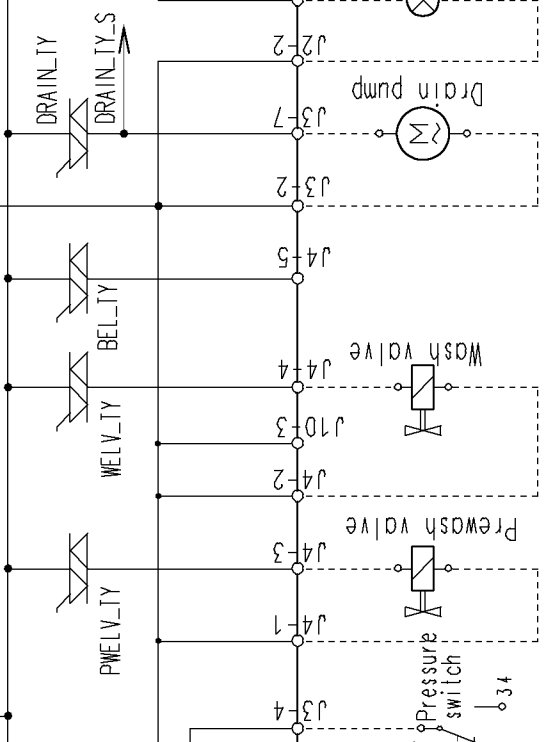 DRAIN_TY
DRAIN_TY_S
J2-2
Drain pump
J3-7
M
J3-2
J4-5
BEL_TY
Wash valve
J4-4
WELV_TY
J10-3
J4-2
Prewash valve
J4-3
PWELV_TY
J4-1
Pressure
switch
34
J3-4